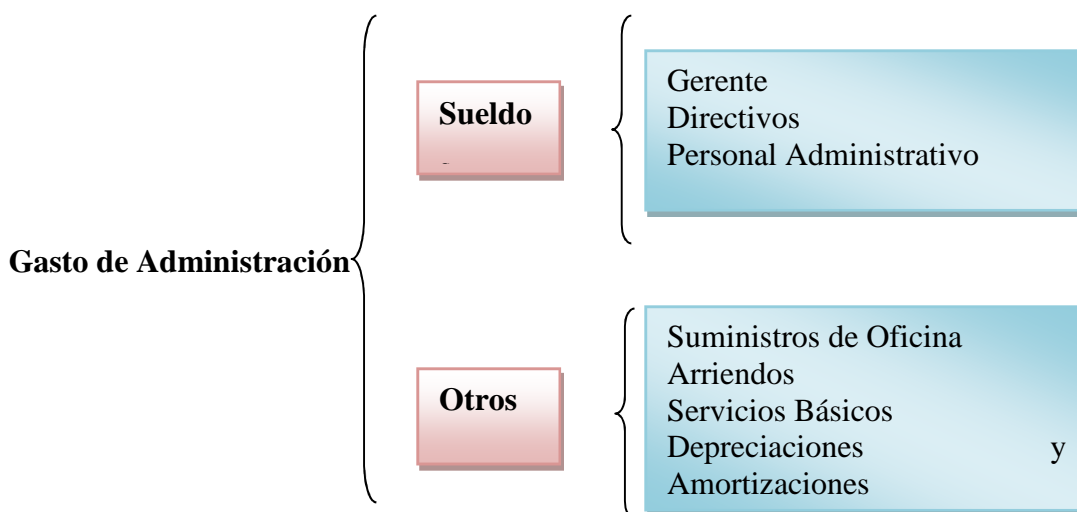 Gasto de Administración
Sueldo
Gerente
Directivos
Personal Administrativo
Otros
Suministros de Oficina
Arriendos
Servicios Básicos
Depreciaciones y
Amortizaciones